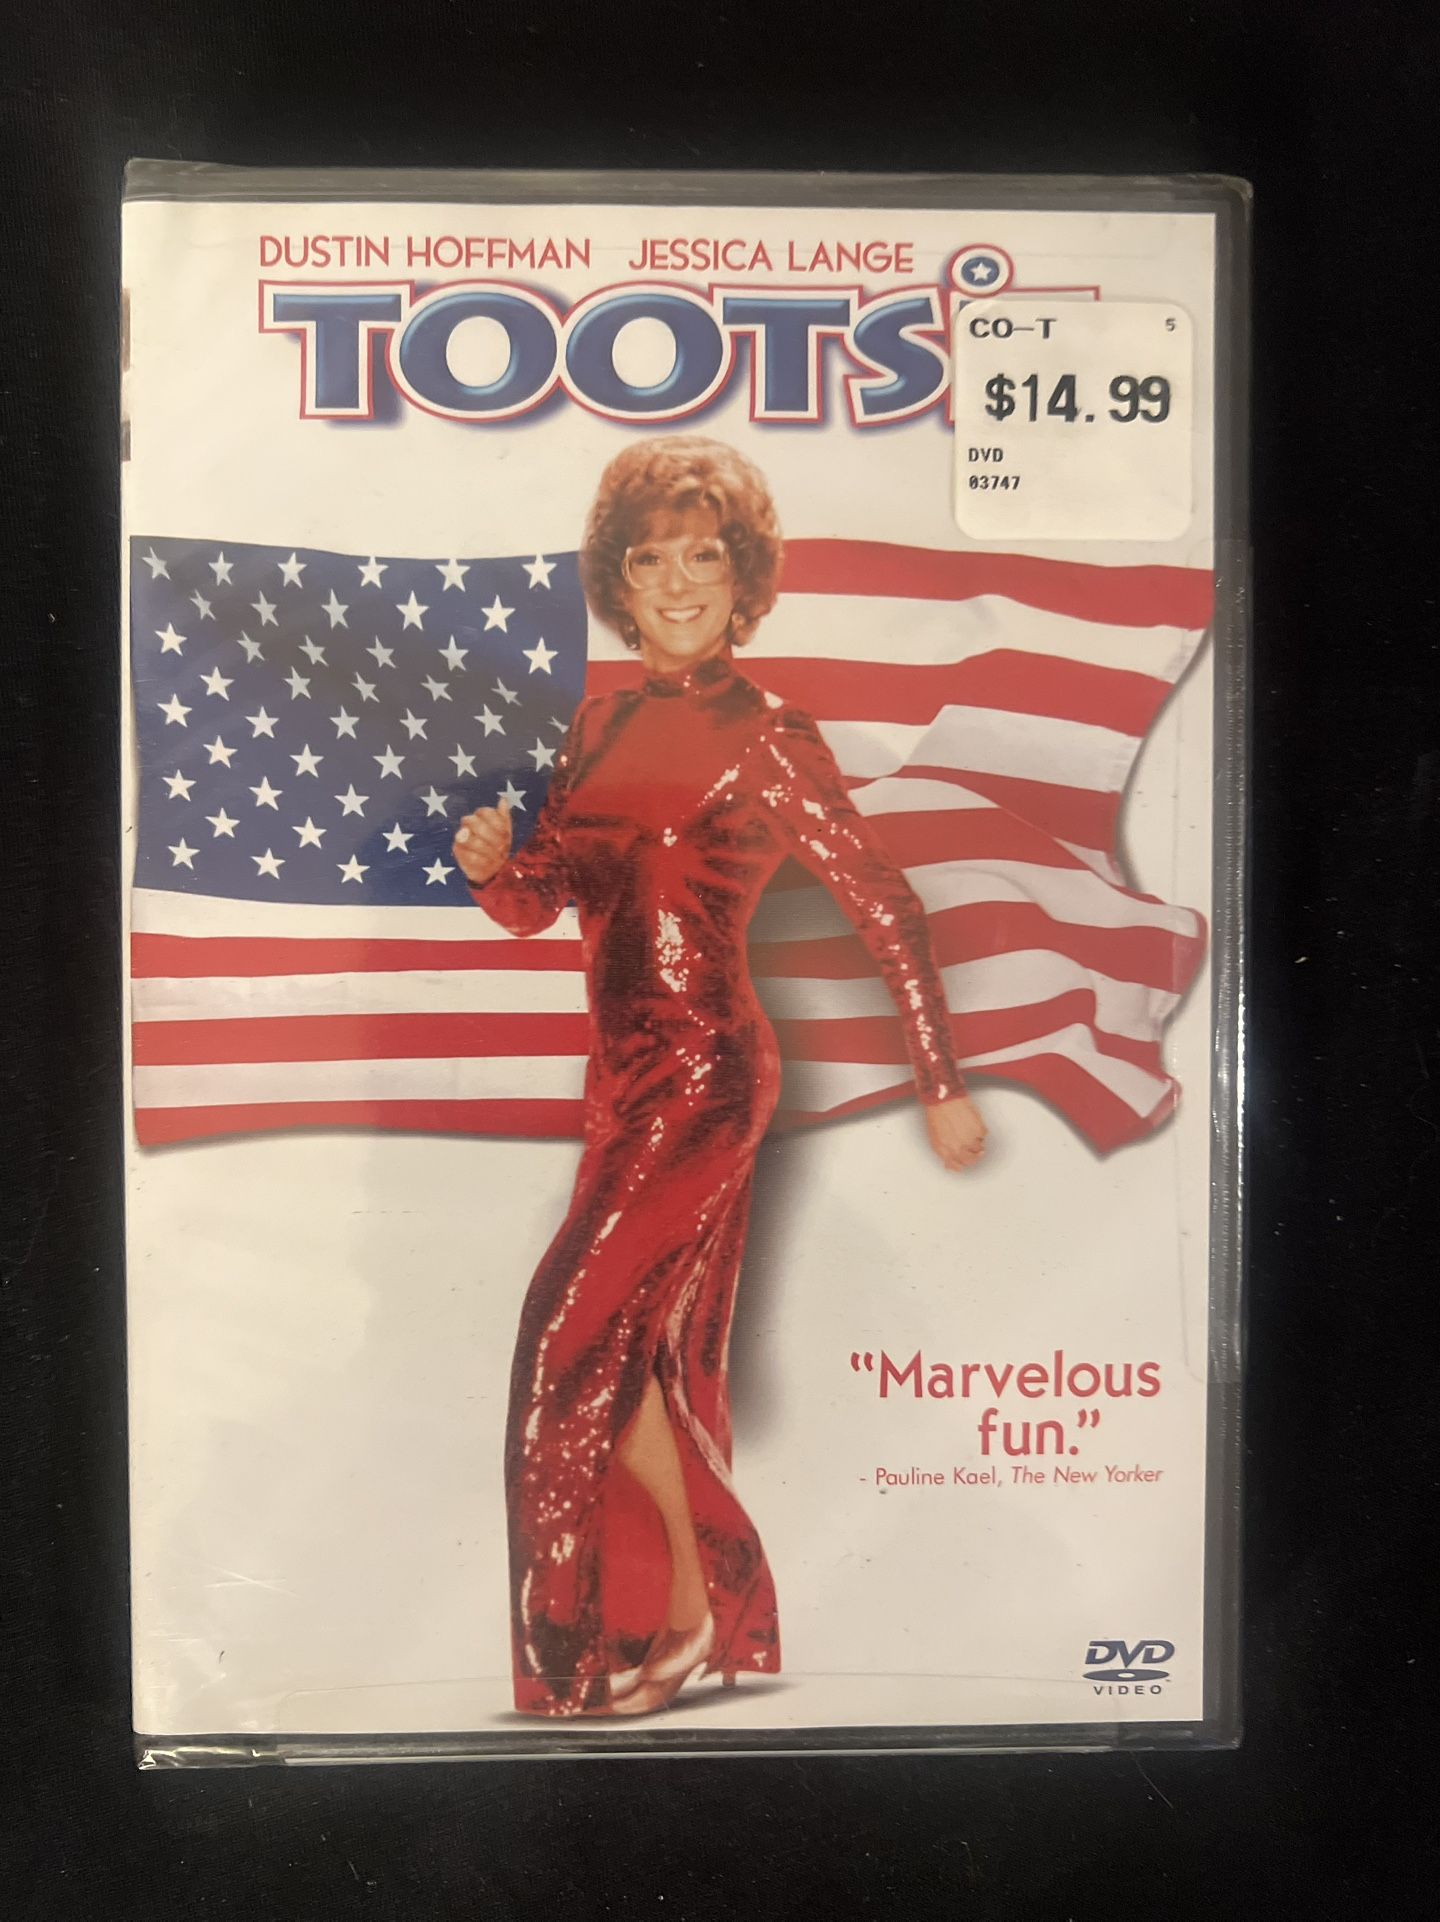 DUSTIN HOFFMAN JESSICA LANGE
TOOTSi
CO-T 5
$14.99
DVD
03747
“Marvelous
fun.”
- Pauline Kael, The New Yorker
DVD
VIDEO